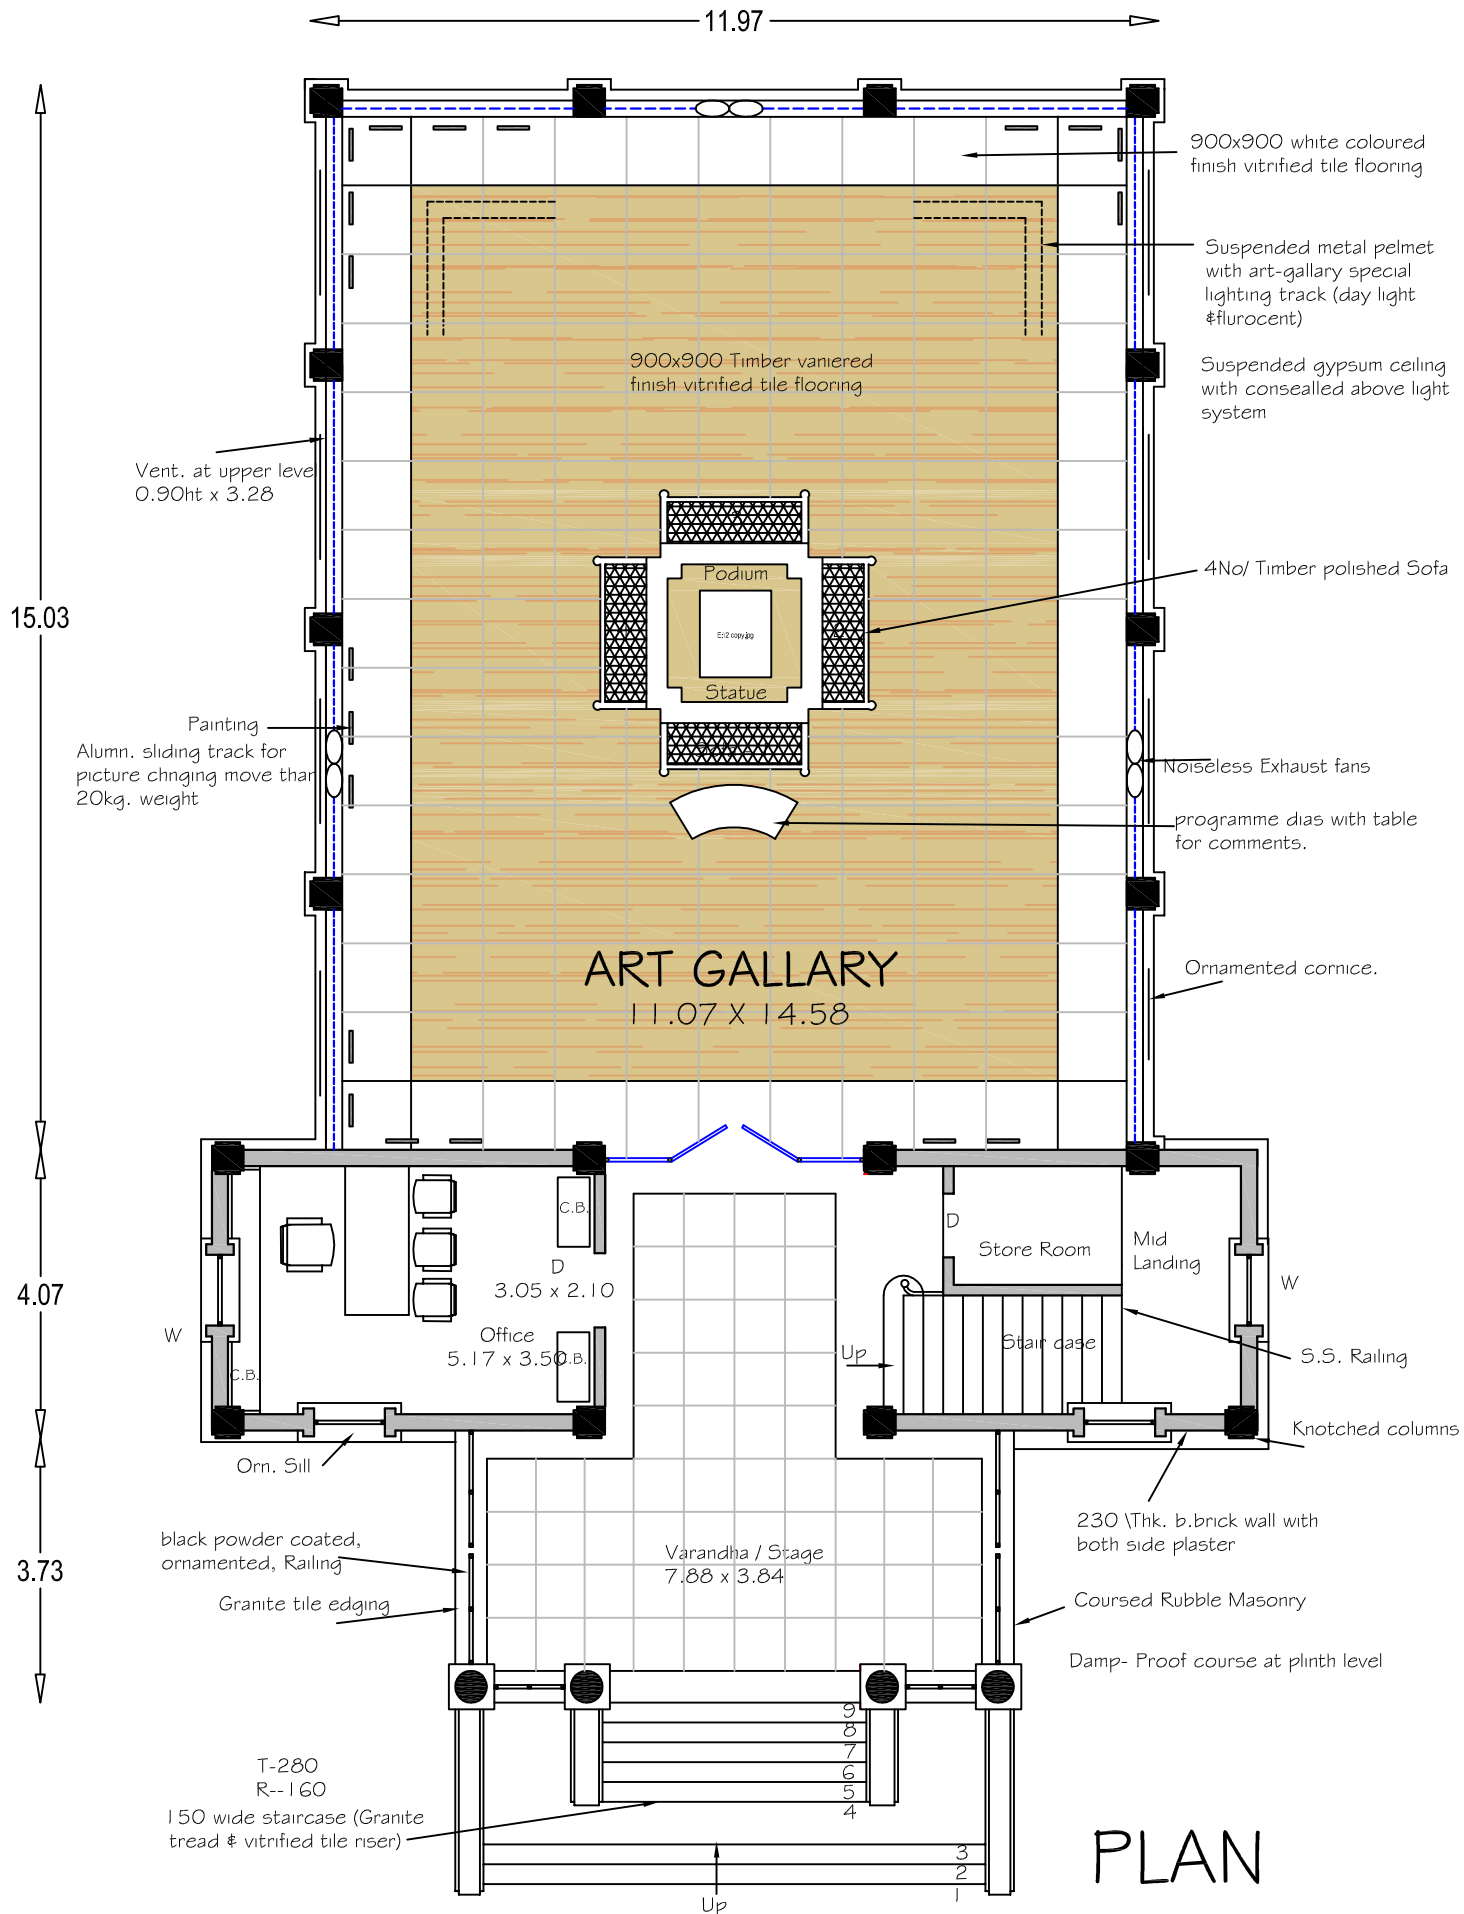 11.97
900x900 white coloured
finish vitrified tile flooring
Suspended metal pelmet
with art-gallary special
lighting track (day light
&flurocent)
900x900 Timber vaniered
finish vitrified tile flooring
Suspended gypsum ceiling
with consealled above light
system
Vent. at upper leve
0.90ht x 3.28
Podium
4No/ Timber polished Sofa
15.03
E:\2 copy.jpg
Statue
Painting
Alumn. sliding track for
picture chnging move than
20kg. weight
Noiseless Exhaust fans
programme dias with table
for comments.
ART GALLARY
11.07 X 14.58
Ornamented cornice.
C.B.
D
Store Room
Mid
Landing
D
3.05 x 2.10
4.07
W
W
Office
5.17 x 3.50
C.B.
C.B.
Up
Stair case
S.S. Railing
Knotched columns
Orn. Sill
230 \Thk. b.brick wall with
both side plaster
black powder coated,
ornamented, Railing
Varandha / Stage
7.88 x 3.84
3.73
Granite tile edging
Coursed Rubble Masonry
Damp- Proof course at plinth level
9
8
7
6
5
4
T-280
R--160
150 wide staircase (Granite
tread & vitrified tile riser)
3
2
1
Up
PLAN